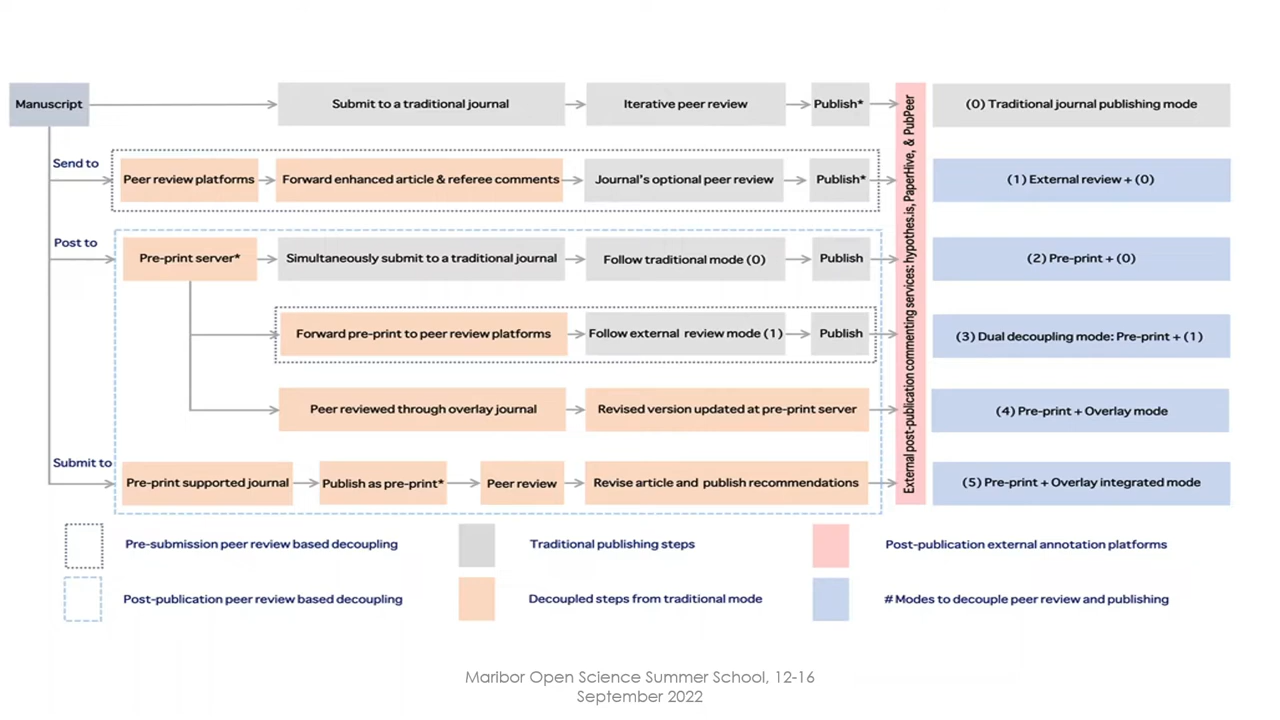 Manuscript
Submit to a traditional journal
Iterative peer review
Publish*
(0) Traditional journal publishing mode
Send to
Peer review platforms
Forward enhanced article & referee comments
Journal's optional peer review
Publish*
(1) External review + (0)
Post to
Pre-print server*
Simultaneously submit to a traditional journal
Follow traditional mode (0)
Publish
(2) Pre-print + (0)
Forward pre-print to peer review platforms
Follow external review mode (1)
Publish
(3) Dual decoupling mode: Pre-print + (1)
Peer reviewed through overlay journal
Revised version updated at pre-print server
(4) Pre-print + Overlay mode
Submit to
Pre-print supported journal
Publish as pre-print*
Peer review
Revise article and publish recommendations
(5) Pre-print + Overlay integrated mode
External post-publication commenting services: hypothes.is, PaperHive, & PubPeer
Pre-submission peer review based decoupling
Traditional publishing steps
Post-publication external annotation platforms
Post-publication peer review based decoupling
Decoupled steps from traditional mode
# Modes to decouple peer review and publishing
Maribor Open Science Summer School, 12-16
September 2022